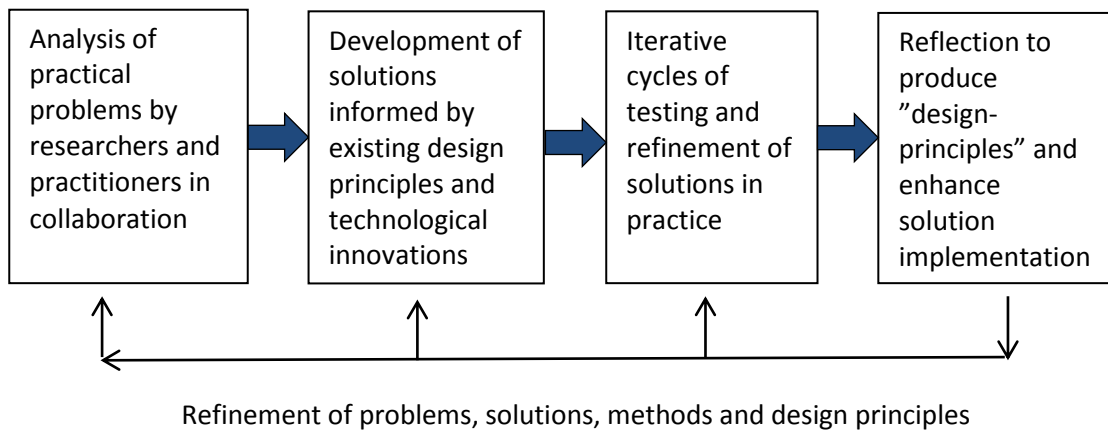 Analysis of
practical
problems by
researchers and
practitioners in
collaboration
Development of
solutions
informed by
existing design
principles and
technological
innovations
Iterative
cycles of
testing and
refinement of
solutions in
practice
Reflection to
produce
”design-
principles” and
enhance
solution
implementation
Refinement of problems, solutions, methods and design principles